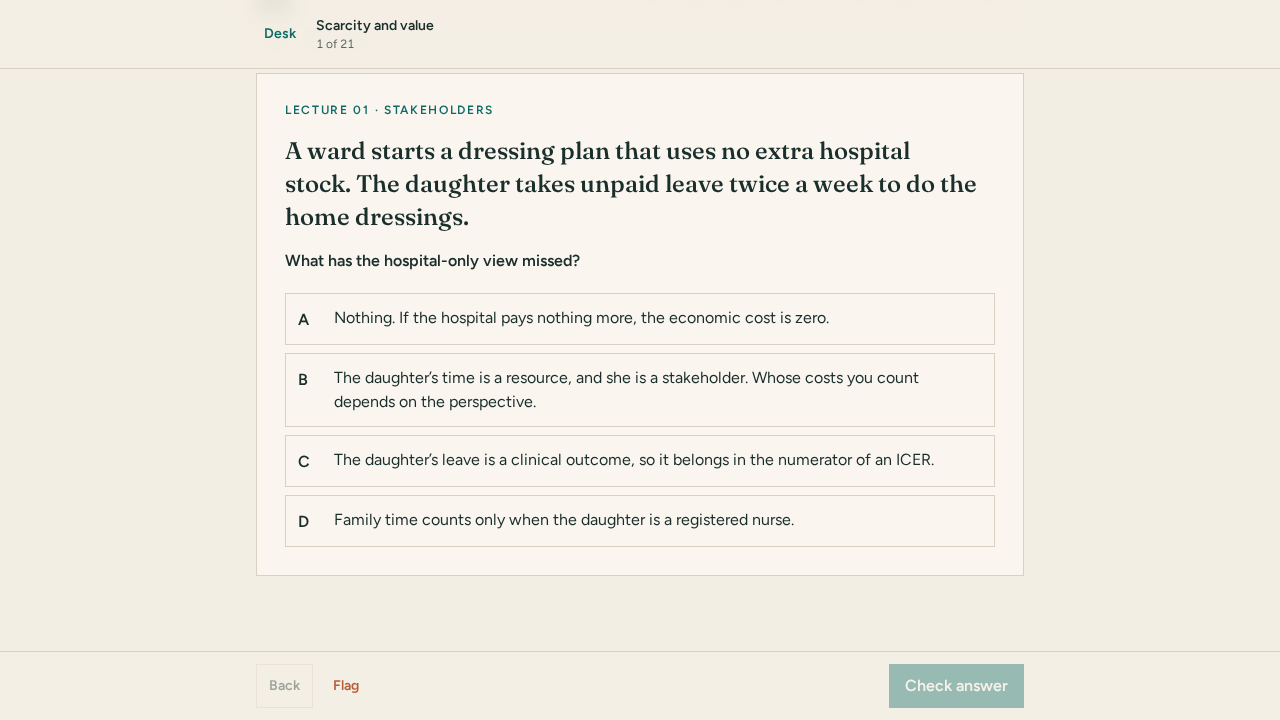 Desk
Scarcity and value
1 of 21
LECTURE 01 · STAKEHOLDERS
A ward starts a dressing plan that uses no extra hospital
stock. The daughter takes unpaid leave twice a week to do the
home dressings.
What has the hospital-only view missed?
A Nothing. If the hospital pays nothing more, the economic cost is zero.
B The daughter’s time is a resource, and she is a stakeholder. Whose costs you count
depends on the perspective.
C The daughter’s leave is a clinical outcome, so it belongs in the numerator of an ICER.
D Family time counts only when the daughter is a registered nurse.
Back Flag Check answer